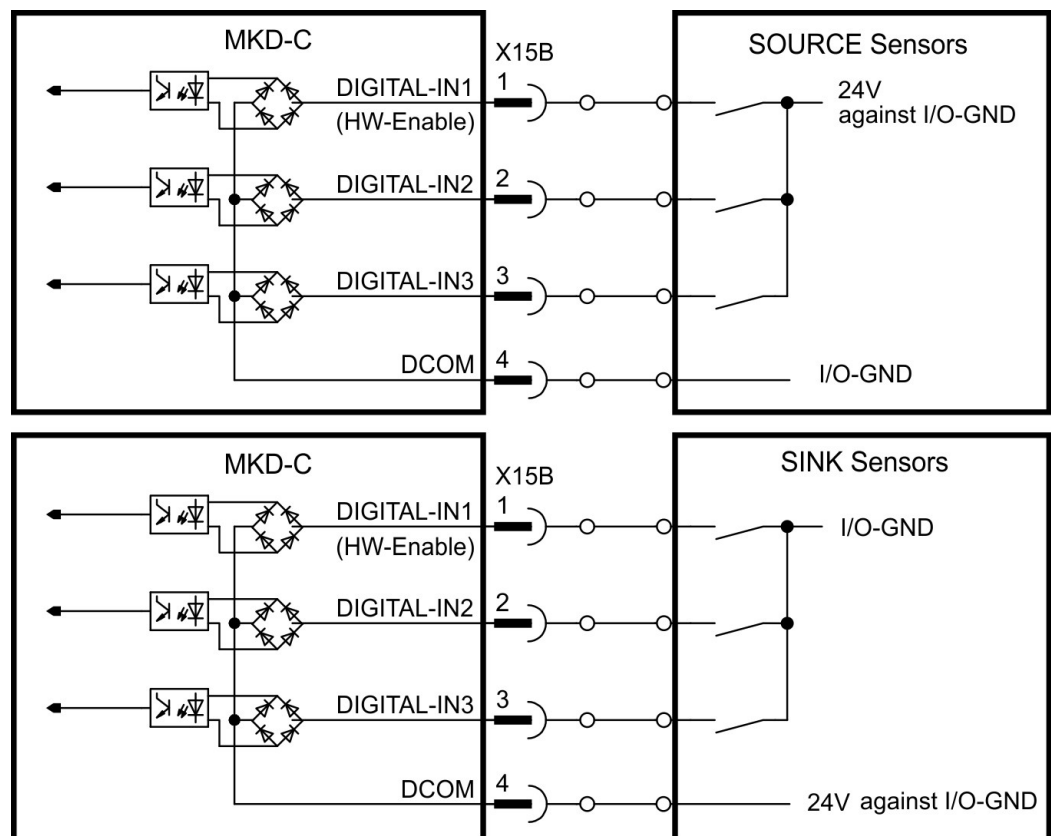 MKD-C
X15B
SOURCE Sensors
DIGITAL-IN1
(HW-Enable)
1
24V
against I/O-GND
DIGITAL-IN2
2
DIGITAL-IN3
3
DCOM
4
I/O-GND
MKD-C
X15B
SINK Sensors
DIGITAL-IN1
(HW-Enable)
1
I/O-GND
DIGITAL-IN2
2
DIGITAL-IN3
3
DCOM
4
24V against I/O-GND